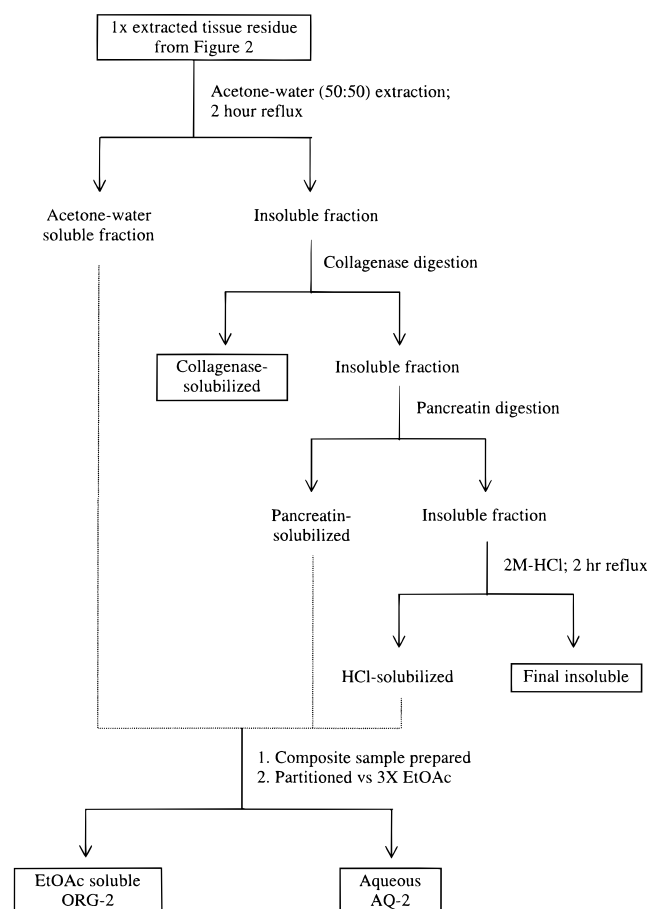 1x extracted tissue residue
from Figure 2
Acetone-water (50:50) extraction;
2 hour reflux
Acetone-water
soluble fraction
Insoluble fraction
Collagenase digestion
Collagenase-
solubilized
Insoluble fraction
Pancreatin digestion
Pancreatin-
solubilized
Insoluble fraction
2M-HCl; 2 hr reflux
HCl-solubilized
Final insoluble
1. Composite sample prepared
2. Partitioned vs 3X EtOAc
EtOAc soluble
ORG-2
Aqueous
AQ-2